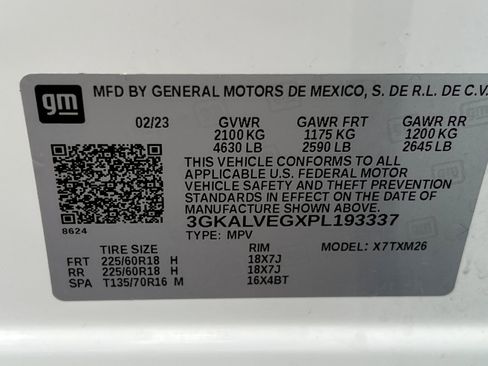 gm MFD BY GENERAL MOTORS DE MEXICO, S. DE R.L. DE C.V
02/23 GVWR GAWR FRT GAWR RR
2100 KG 1175 KG 1200 KG
4630 LB 2590 LB 2645 LB
THIS VEHICLE CONFORMS TO ALL
APPLICABLE U.S. FEDERAL MOTOR
VEHICLE SAFETY AND THEFT PREVENTION
STANDARDS IN EFFECT ON THE DATE
OF MANUFACTURE SHOWN ABOVE.
8624 3GKALVEGXPL193337
TYPE: MPV
TIRE SIZE RIM MODEL: X7TXM26
FRT 225/60R18 H 18X7J
RR 225/60R18 H 18X7J
SPA T135/70R16 M 16X4BT